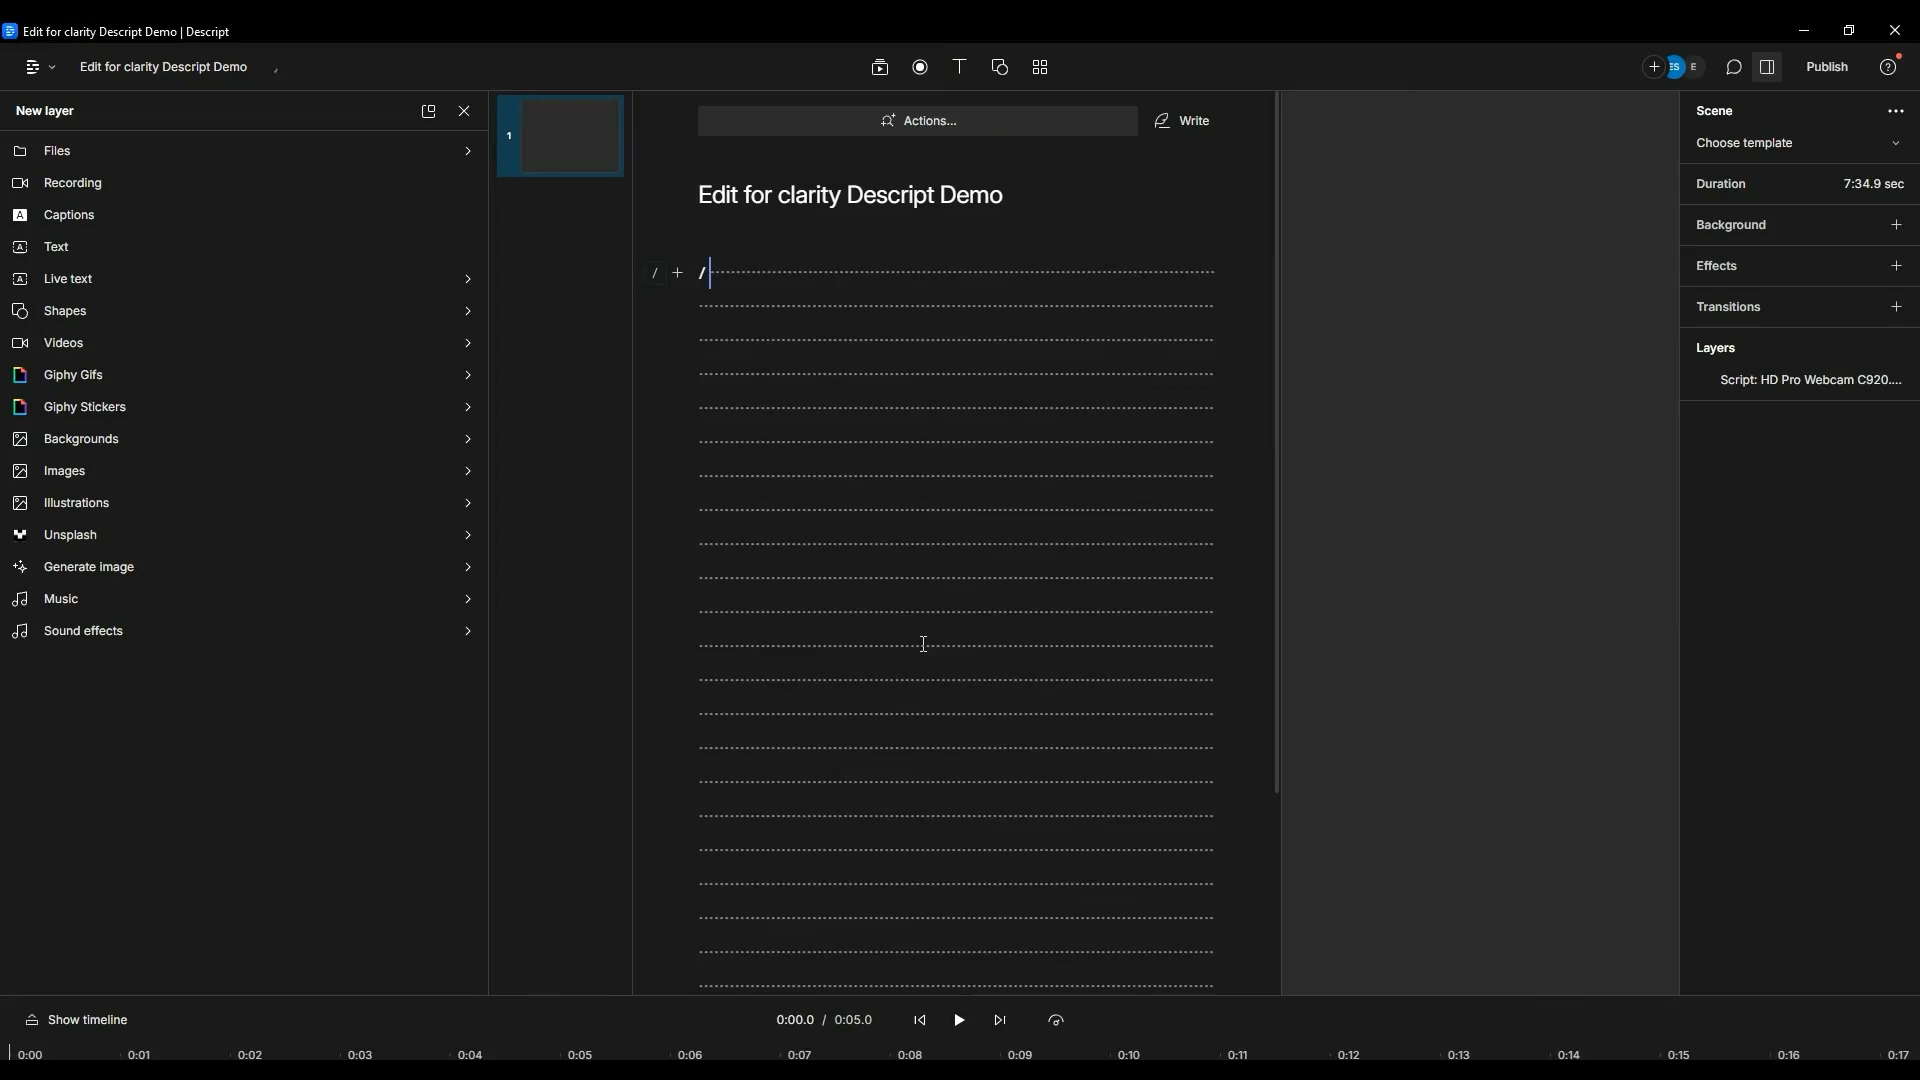 Edit for clarity Descript Demo | Descript
Edit for clarity Descript Demo
ES
E
Publish
New layer
Files
Recording
Captions
Text
Live text
Shapes
Videos
Giphy Gifs
Giphy Stickers
Backgrounds
Images
Illustrations
Unsplash
Generate image
Music
Sound effects
1
Actions...
Write
Edit for clarity Descript Demo
/ + /
Scene
Choose template
Duration 7:34.9 sec
Background
Effects
Transitions
Layers
Script: HD Pro Webcam C920....
Show timeline
0:00.0 / 0:05.0
0:00 0:01 0:02 0:03 0:04 0:05 0:06 0:07 0:08 0:09 0:10 0:11 0:12 0:13 0:14 0:15 0:16 0:17